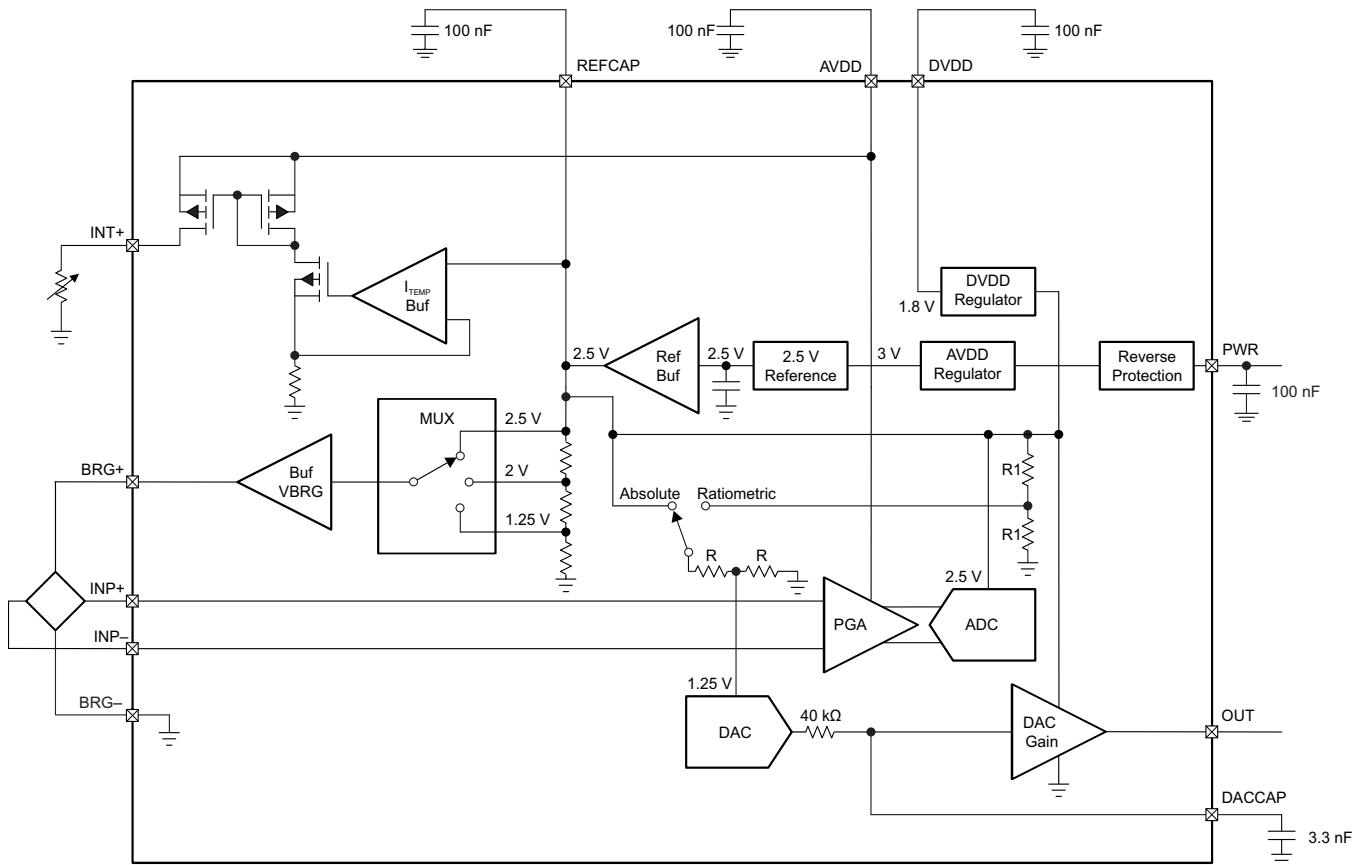 100 nF
100 nF
100 nF
REFCAP
AVDD
DVDD
INT+
I_TEMP
Buf
DVDD
Regulator
1.8 V
2.5 V
Ref
Buf
2.5 V
2.5 V
Reference
3 V
AVDD
Regulator
Reverse
Protection
PWR
100 nF
MUX
2.5 V
2 V
1.25 V
BRG+
Buf
VBRG
Absolute
Ratiometric
R1
R1
R
R
2.5 V
INP+
INP–
PGA
ADC
BRG–
1.25 V
DAC
40 kΩ
DAC
Gain
OUT
DACCAP
3.3 nF